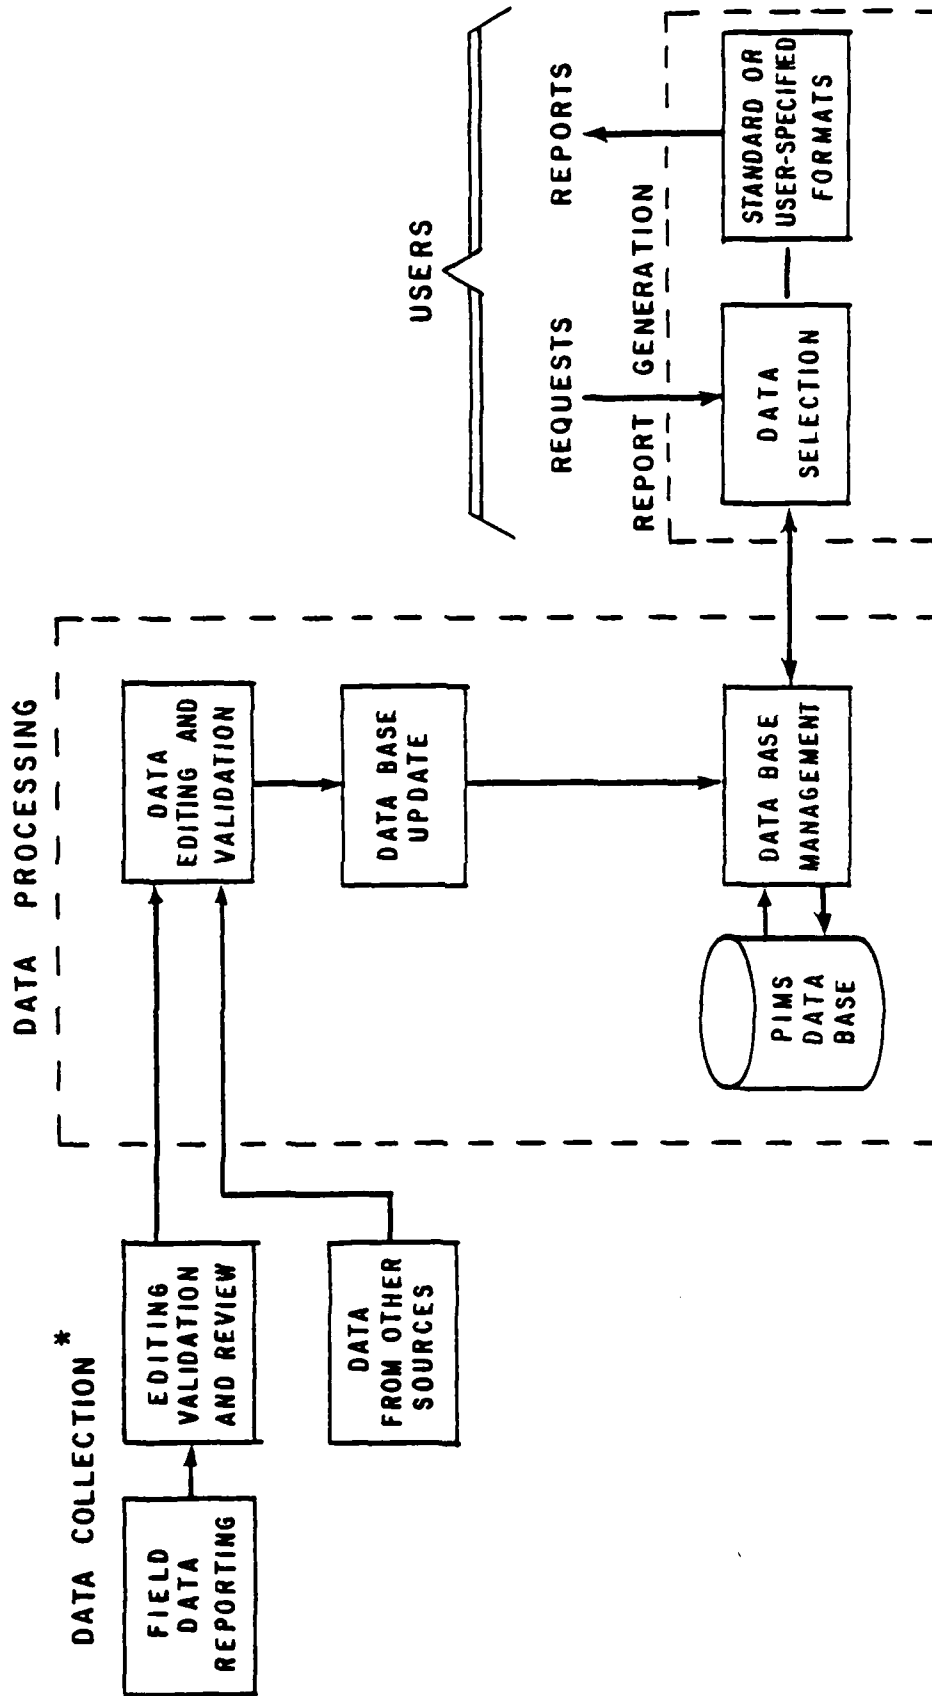 DATA COLLECTION*
FIELD
DATA
REPORTING
EDITING
VALIDATION
AND REVIEW
DATA
FROM OTHER
SOURCES
DATA PROCESSING
DATA
EDITING AND
VALIDATION
DATA BASE
UPDATE
PIMS
DATA
BASE
DATA BASE
MANAGEMENT
USERS
REQUESTS
REPORTS
REPORT GENERATION
DATA
SELECTION
STANDARD OR
USER-SPECIFIED
FORMATS